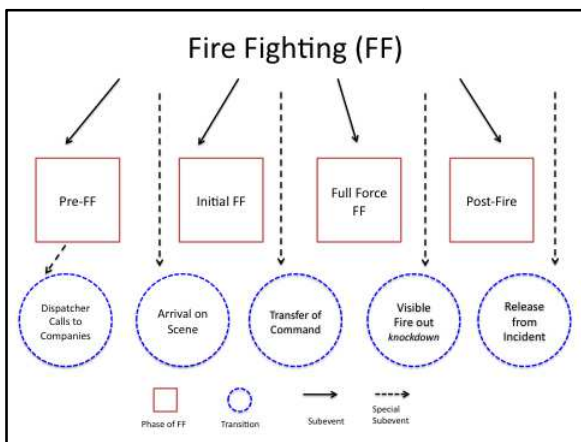 Fire Fighting (FF)
Pre-FF
Initial FF
Full Force
FF
Post-Fire
Dispatcher
Calls to
Companies
Arrival on
Scene
Transfer of
Command
Visible
Fire out
knockdown
Release
from
Incident
Phase of FF
Transition
Subevent
Special
Subevent